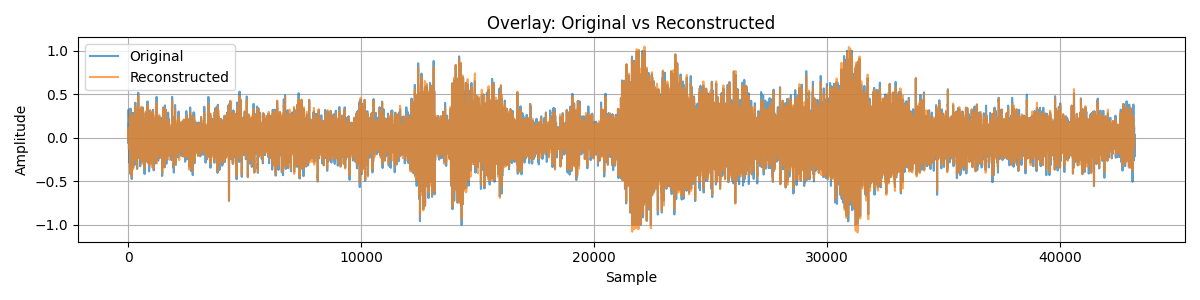 Overlay: Original vs Reconstructed
Original
Reconstructed
Amplitude
1.0
0.5
0.0
−0.5
−1.0
0 10000 20000 30000 40000
Sample